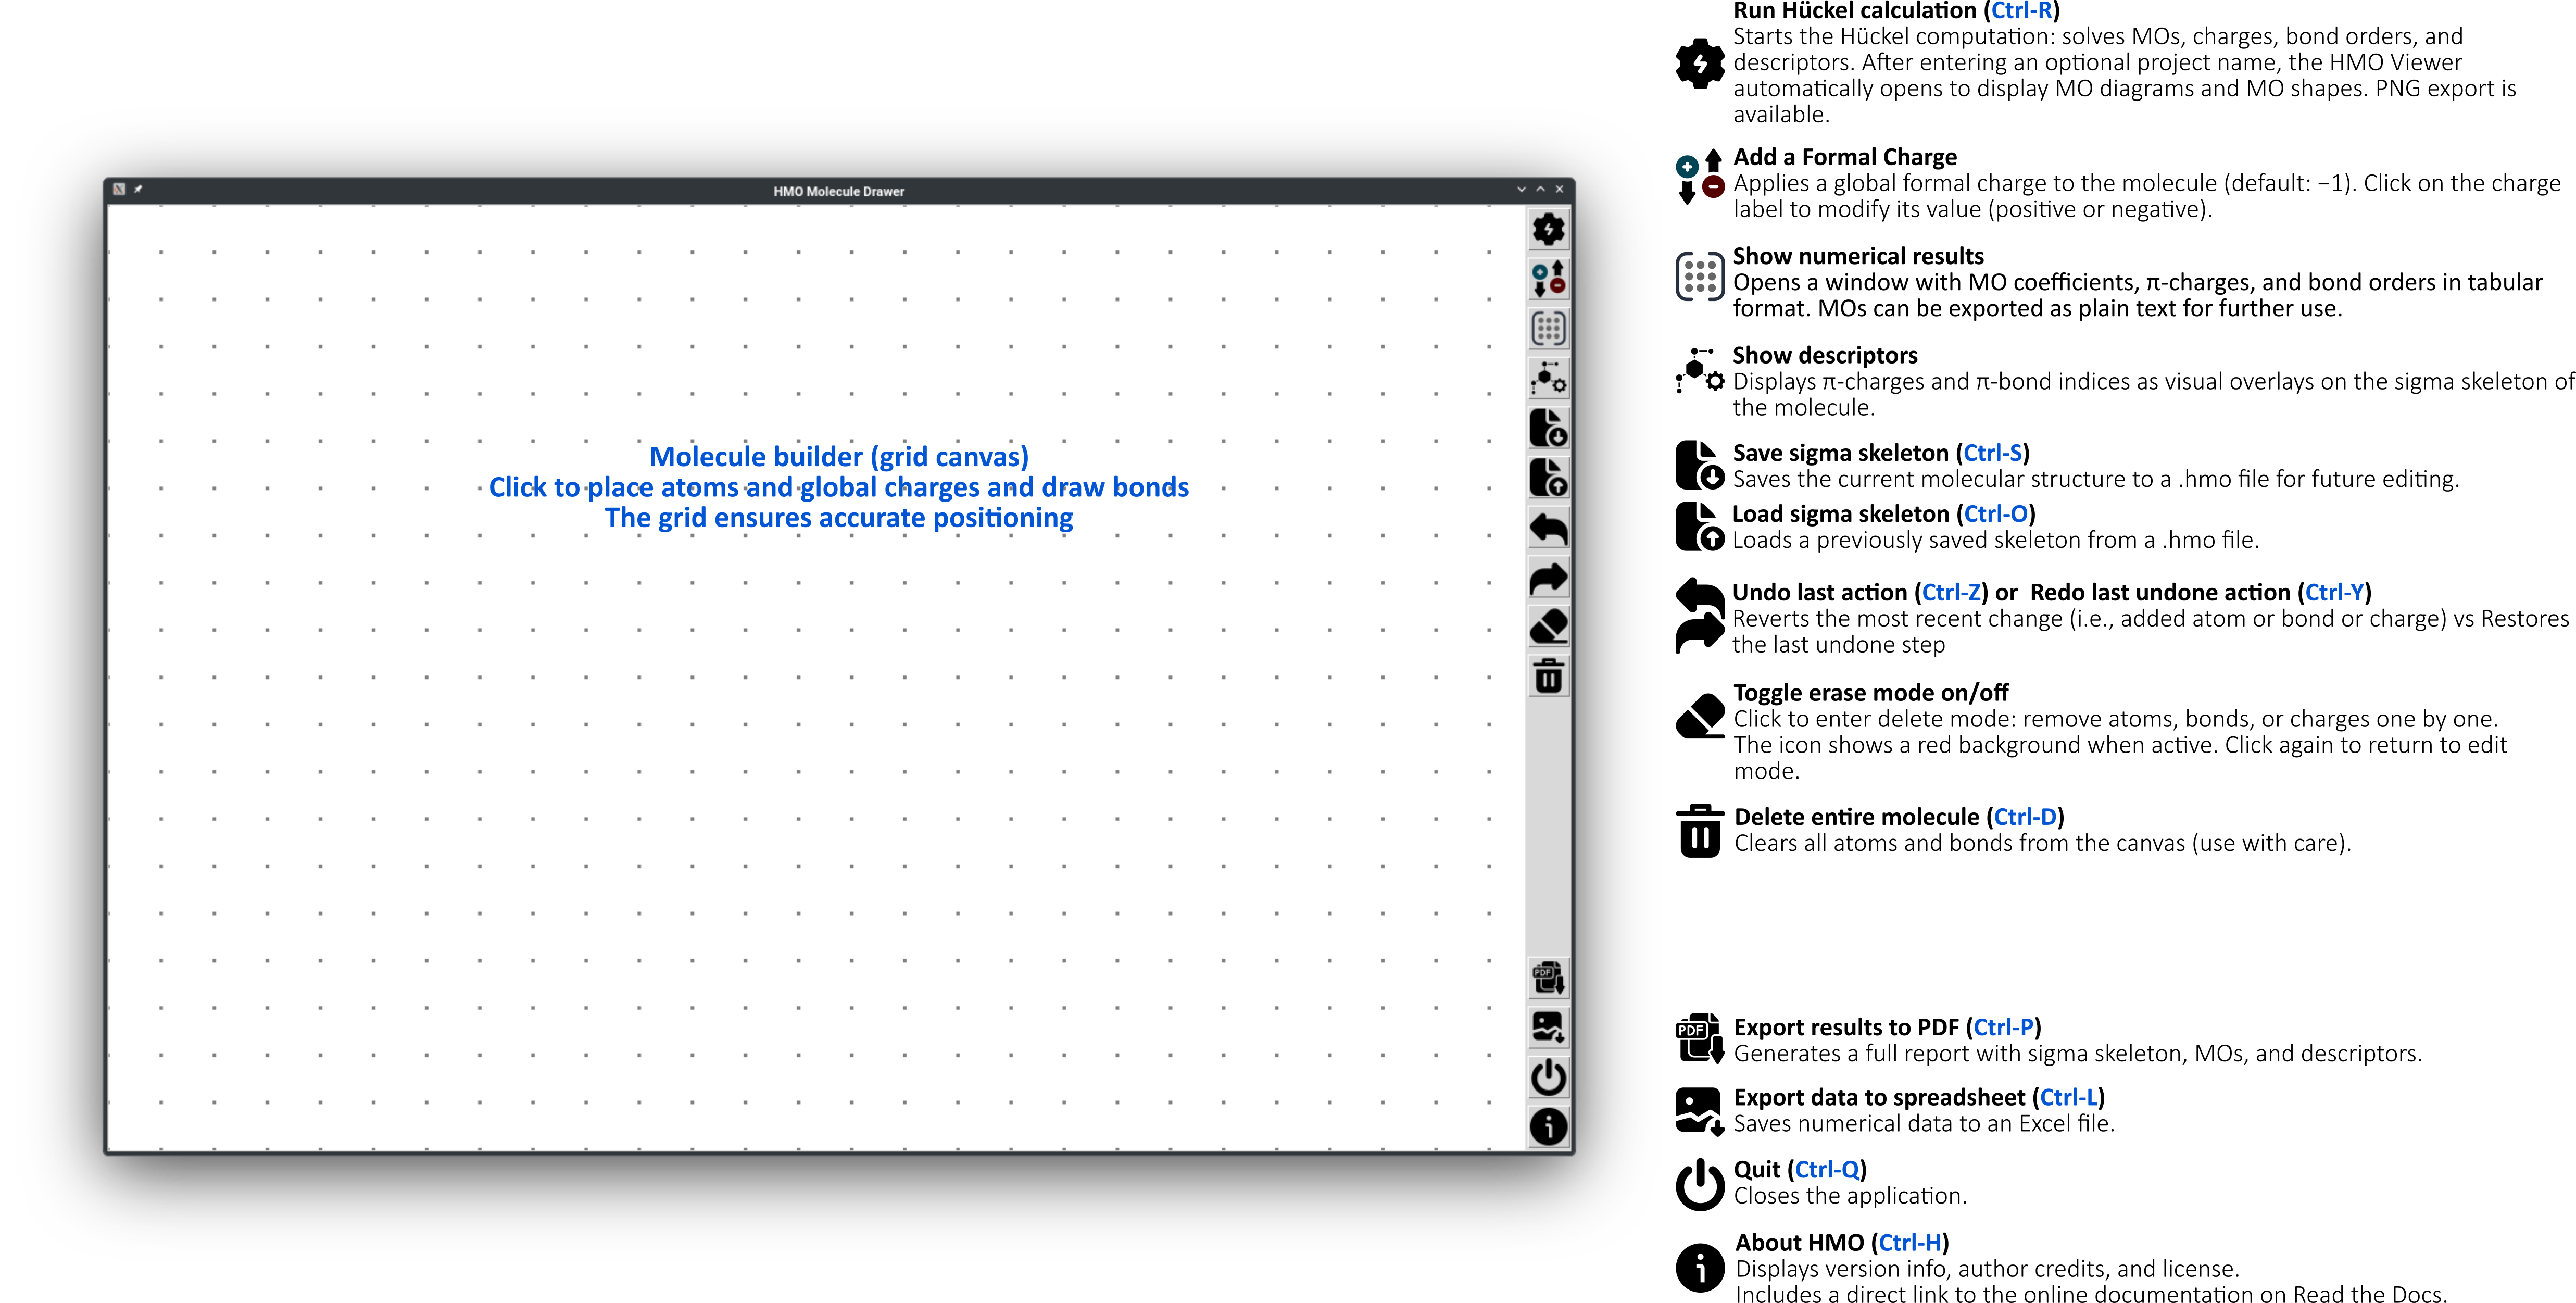 HMO Molecule Drawer
Molecule builder (grid canvas)
Click to place atoms and global charges and draw bonds
The grid ensures accurate positioning
PDF
Run Hückel calculation (Ctrl-R)
Starts the Hückel computation: solves MOs, charges, bond orders, and
descriptors. After entering an optional project name, the HMO Viewer
automatically opens to display MO diagrams and MO shapes. PNG export is
available.
Add a Formal Charge
Applies a global formal charge to the molecule (default: −1). Click on the charge
label to modify its value (positive or negative).
Show numerical results
Opens a window with MO coefficients, π-charges, and bond orders in tabular
format. MOs can be exported as plain text for further use.
Show descriptors
Displays π-charges and π-bond indices as visual overlays on the sigma skeleton of
the molecule.
Save sigma skeleton (Ctrl-S)
Saves the current molecular structure to a .hmo file for future editing.
Load sigma skeleton (Ctrl-O)
Loads a previously saved skeleton from a .hmo file.
Undo last action (Ctrl-Z) or  Redo last undone action (Ctrl-Y)
Reverts the most recent change (i.e., added atom or bond or charge) vs Restores
the last undone step
Toggle erase mode on/off
Click to enter delete mode: remove atoms, bonds, or charges one by one.
The icon shows a red background when active. Click again to return to edit
mode.
Delete entire molecule (Ctrl-D)
Clears all atoms and bonds from the canvas (use with care).
PDF
Export results to PDF (Ctrl-P)
Generates a full report with sigma skeleton, MOs, and descriptors.
Export data to spreadsheet (Ctrl-L)
Saves numerical data to an Excel file.
Quit (Ctrl-Q)
Closes the application.
About HMO (Ctrl-H)
Displays version info, author credits, and license.
Includes a direct link to the online documentation on Read the Docs.